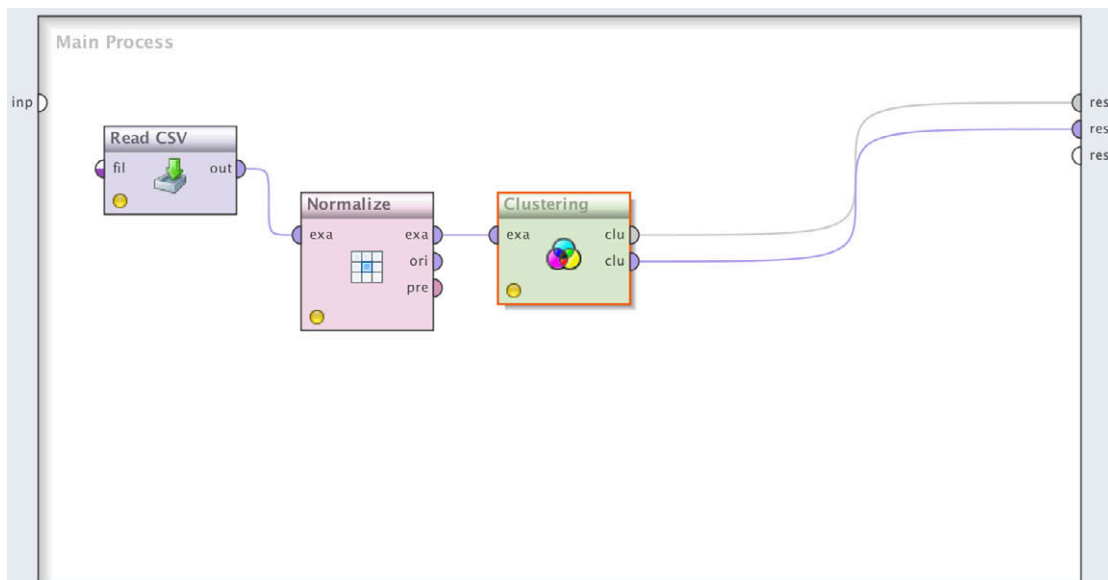 Main Process
inp
res
Read CSV
res
fil
out
res
Normalize
Clustering
exa
exa
exa
clu
ori
clu
pre